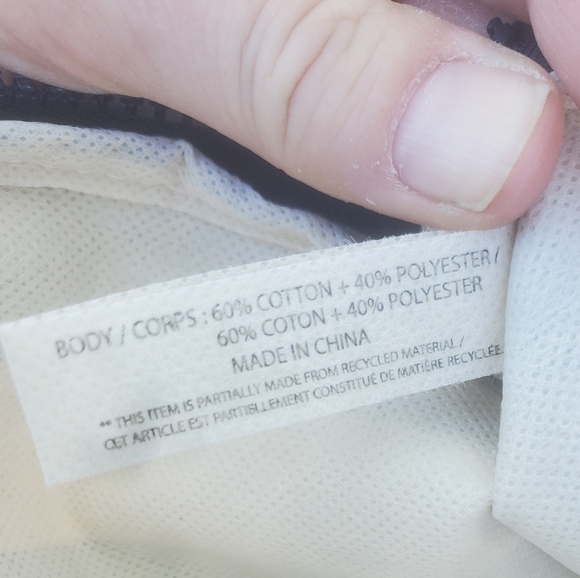 BODY / CORPS : 60% COTTON + 40% POLYESTER /
60% COTON + 40% POLYESTER
MADE IN CHINA
** THIS ITEM IS PARTIALLY MADE FROM RECYCLED MATERIAL /
CET ARTICLE EST PARTIELLEMENT CONSTITUÉ DE MATIÈRE RECYCLÉE